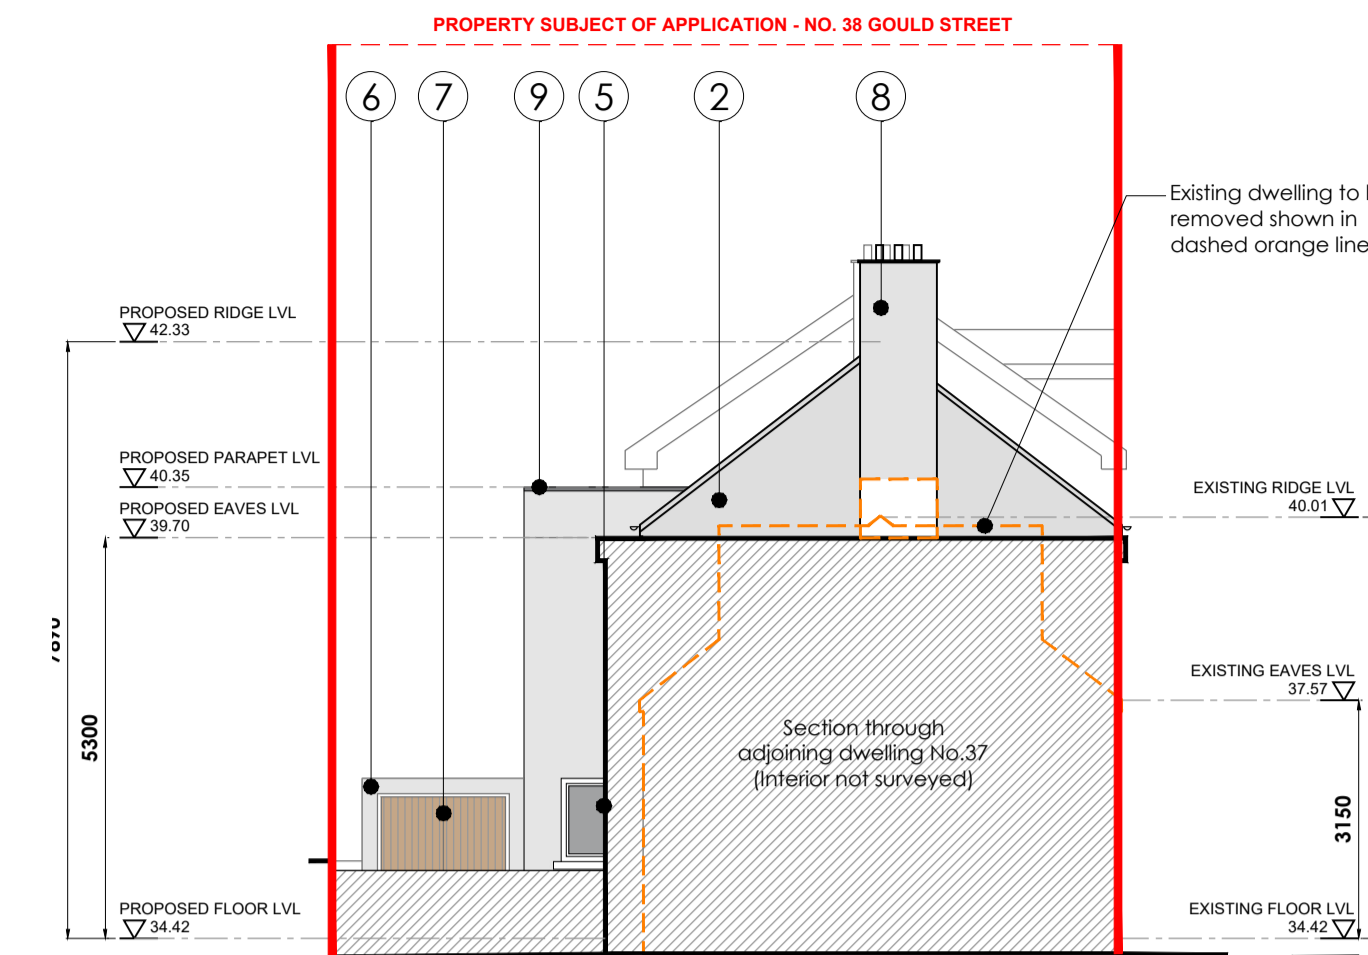 PROPERTY SUBJECT OF APPLICATION - NO. 38 GOULD STREET
6 7 9 5 2 8
Existing dwelling to
removed shown in
dashed orange line
PROPOSED RIDGE LVL
42.33
PROPOSED PARAPET LVL
40.35
PROPOSED EAVES LVL
39.70
EXISTING RIDGE LVL
40.01
EXISTING EAVES LVL
37.57
5300
Section through
adjoining dwelling No.37
(Interior not surveyed)
3150
PROPOSED FLOOR LVL
34.42
EXISTING FLOOR LVL
34.42